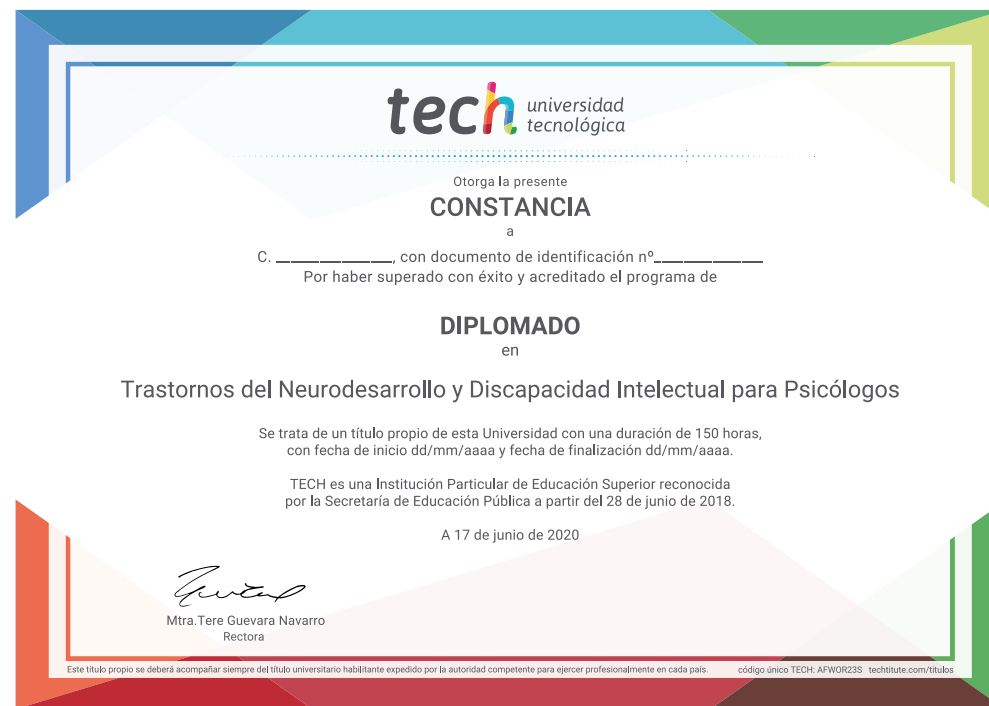 tech universidad
tecnológica
Otorga la presente
CONSTANCIA
a
C. ______________, con documento de identificación nº______________
Por haber superado con éxito y acreditado el programa de
DIPLOMADO
en
Trastornos del Neurodesarrollo y Discapacidad Intelectual para Psicólogos
Se trata de un título propio de esta Universidad con una duración de 150 horas,
con fecha de inicio dd/mm/aaaa y fecha de finalización dd/mm/aaaa.
TECH es una Institución Particular de Educación Superior reconocida
por la Secretaría de Educación Pública a partir del 28 de junio de 2018.
A 17 de junio de 2020
Mtra.Tere Guevara Navarro
Rectora
Este título propio se deberá acompañar siempre del título universitario habilitante expedido por la autoridad competente para ejercer profesionalmente en cada país. código único TECH: AFWOR23S techtitute.com/titulos